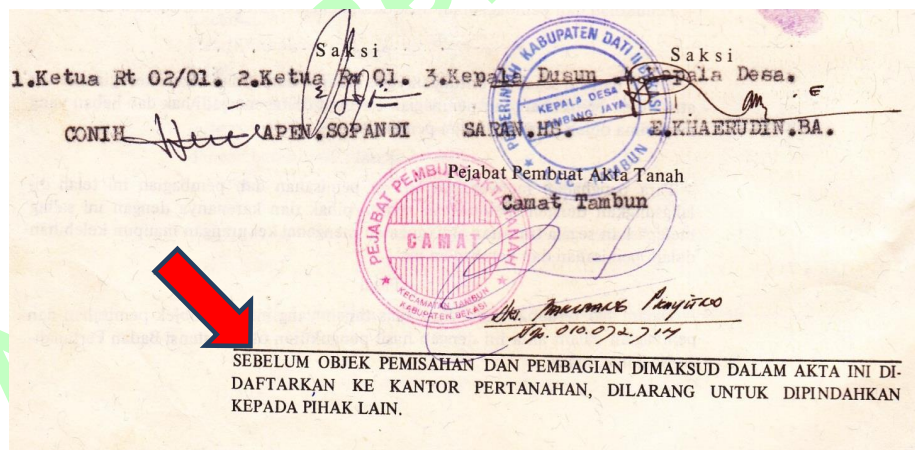 Saksi Saksi
1.Ketua Rt 02/01. 2.Ketua Rw 01. 3.Kepala Dusun 4.Kepala Desa.
CONIH APEN.SOPANDI SARAN.HS. E.KHAERUDIN.BA.
PEMERINTAH KABUPATEN DATI II BEKASI
KEPALA DESA
AMBANG JAYA
KEC. TAMBUN
Pejabat Pembuat Akta Tanah
Camat Tambun
PEJABAT PEMBUAT AKTA TANAH
CAMAT
KECAMATAN TAMBUN
KABUPATEN BEKASI
Nip. 010.072.714
SEBELUM OBJEK PEMISAHAN DAN PEMBAGIAN DIMAKSUD DALAM AKTA INI DI-
DAFTARKAN KE KANTOR PERTANAHAN, DILARANG UNTUK DIPINDAHKAN
KEPADA PIHAK LAIN.